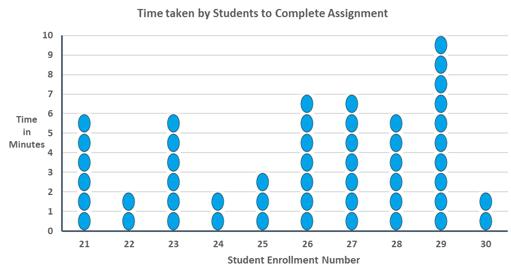 Time taken by Students to Complete Assignment
10
9
8
7
6
5
4
3
2
1
0
Time
in
Minutes
21 22 23 24 25 26 27 28 29 30
Student Enrollment Number